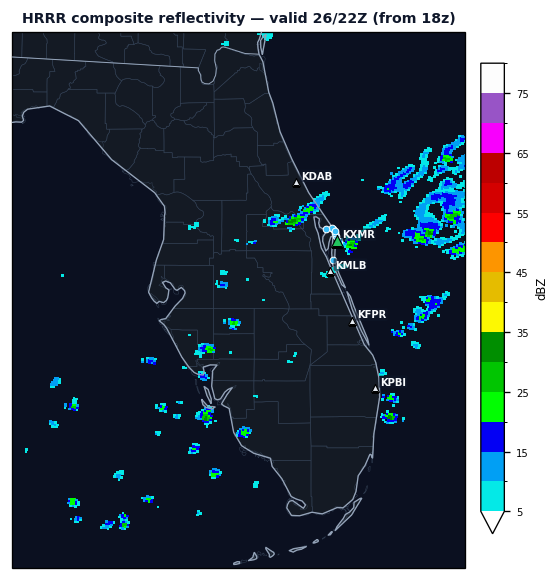 HRRR composite reflectivity — valid 26/22Z (from 18z)
KDAB
KXMR
KMLB
KFPR
KPBI
75
65
55
45
35
25
15
5
dBZ